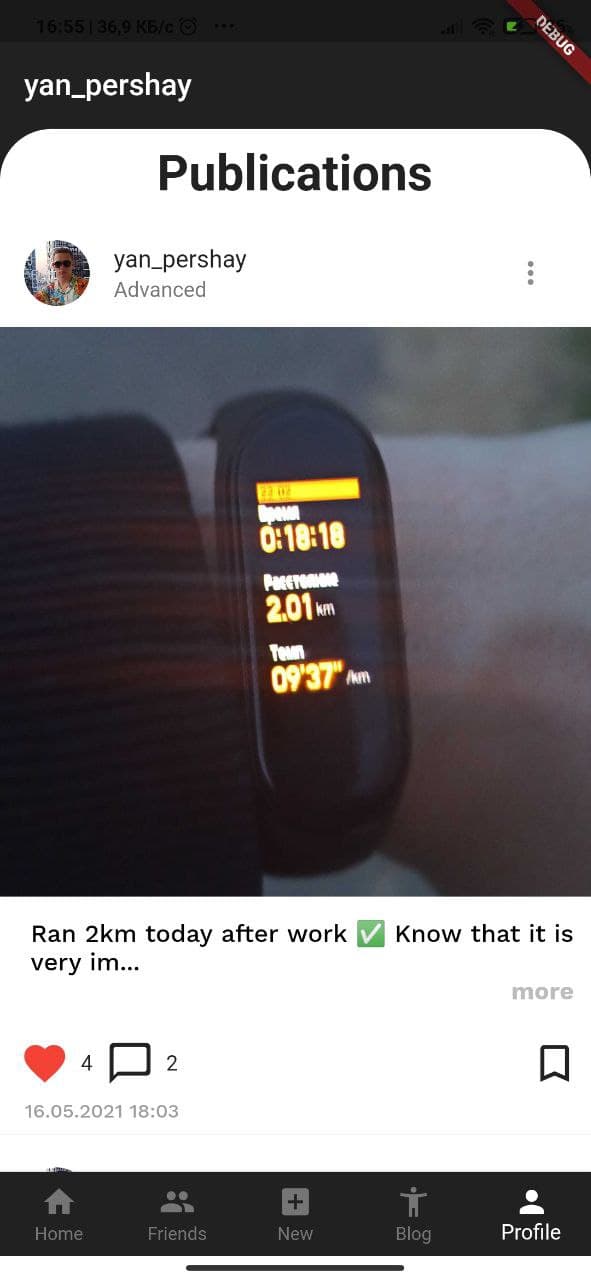 16:55 | 36,9 КБ/с
DEBUG
yan_pershay
Publications
yan_pershay
Advanced
Время
0:18:18
Расстояние
2.01 km
Темп
09'37" /km
Ran 2km today after work ✅ Know that it is
very im...
more
4
2
16.05.2021 18:03
Home
Friends
New
Blog
Profile